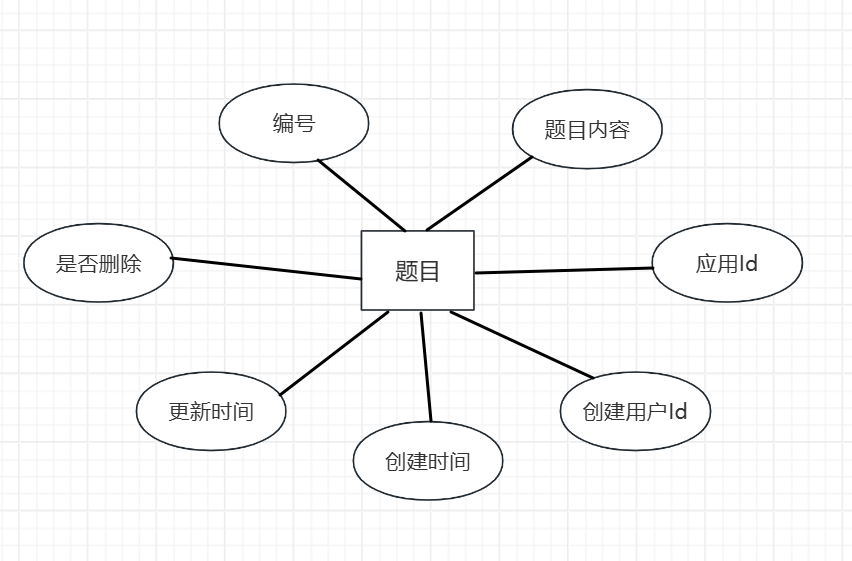 编号
题目内容
是否删除
题目
应用Id
更新时间
创建时间
创建用户Id